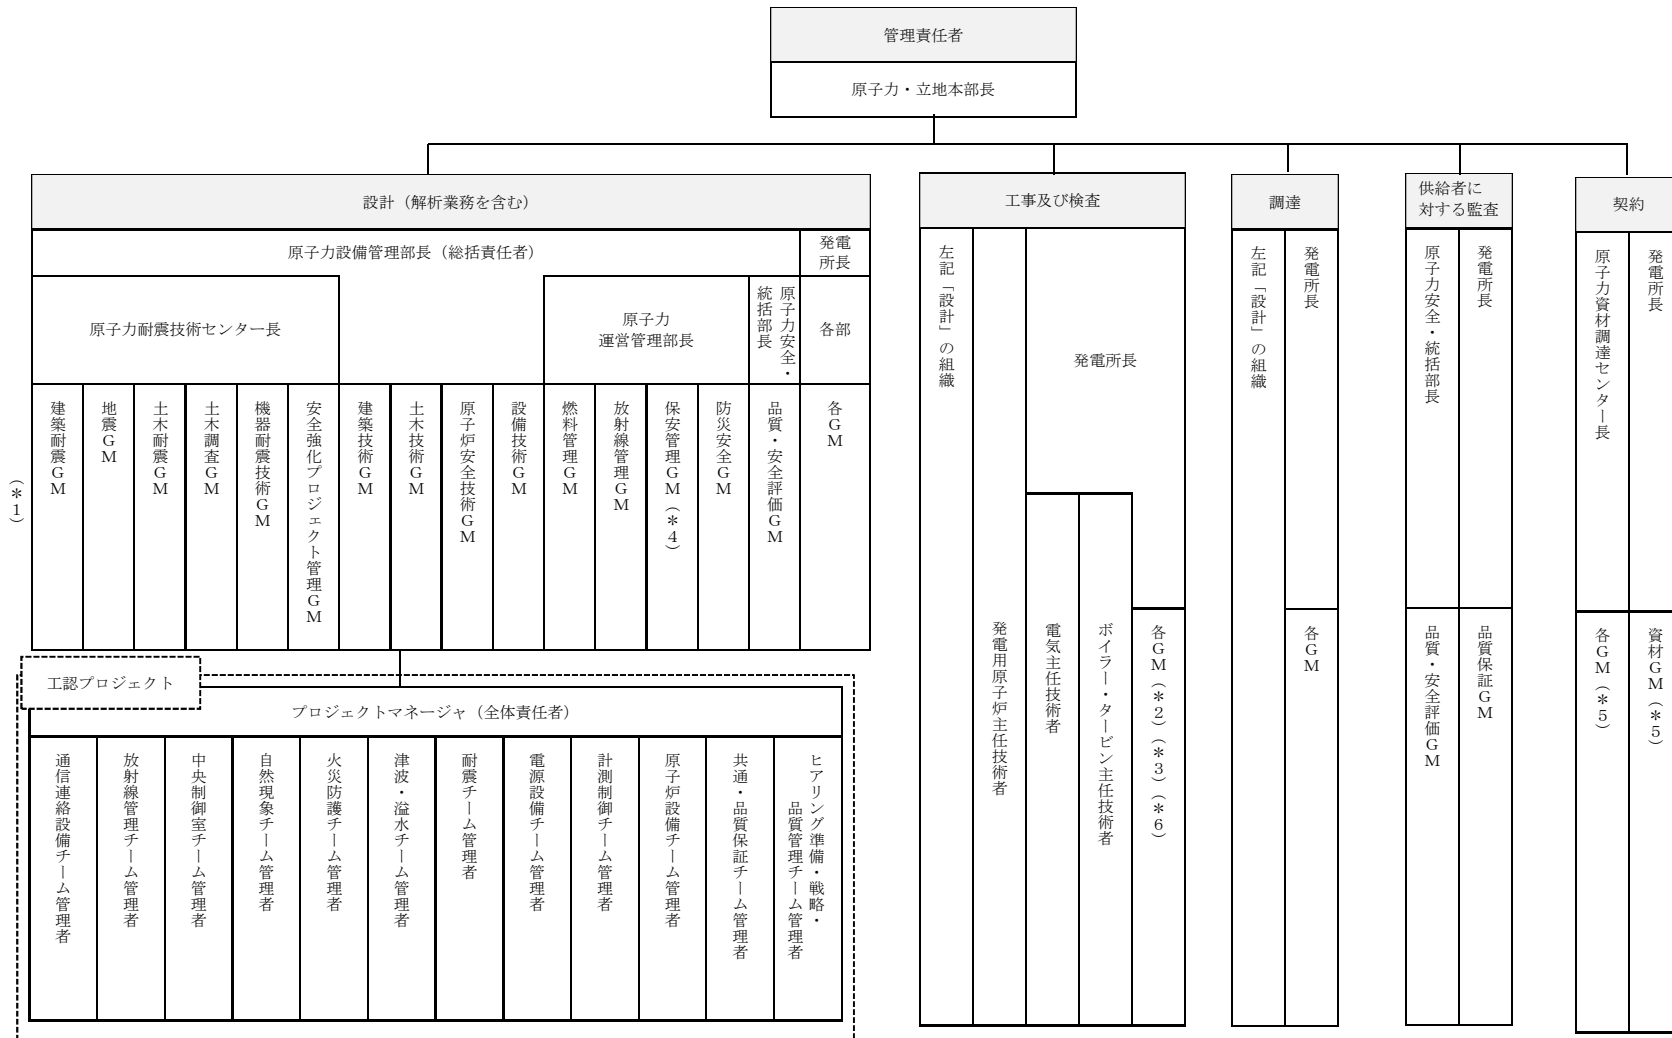 管理責任者
原子力・立地本部長
設計（解析業務を含む）
原子力設備管理部長（総括責任者）
発電
所長
原子力耐震技術センター長
原子力
運営管理部長
原子力安全・
統括部長
各部
建築耐震GM
地震GM
土木耐震GM
土木調査GM
機器耐震技術GM
安全強化プロジェクト管理GM
建築技術GM
土木技術GM
原子炉安全技術GM
設備技術GM
燃料管理GM
放射線管理GM
保安管理GM（＊4）
防災安全GM
品質・安全評価GM
各GM
（＊1）
工認プロジェクト
プロジェクトマネージャ（全体責任者）
通信連絡設備チーム管理者
放射線管理チーム管理者
中央制御室チーム管理者
自然現象チーム管理者
火災防護チーム管理者
津波・溢水チーム管理者
耐震チーム管理者
電源設備チーム管理者
計測制御チーム管理者
原子炉設備チーム管理者
共通・品質保証チーム管理者
ヒアリング準備・戦略・
品質管理チーム管理者
工事及び検査
左記「設計」の組織
発電用原子炉主任技術者
発電所長
電気主任技術者
ボイラー・タービン主任技術者
各GM（＊2）（＊3）（＊6）
調達
左記「設計」の組織
発電所長
各GM
供給者に
対する監査
原子力安全・統括部長
発電所長
品質・安全評価GM
品質保証GM
契約
原子力資材調達センター長
発電所長
各GM（＊5）
資材GM（＊5）